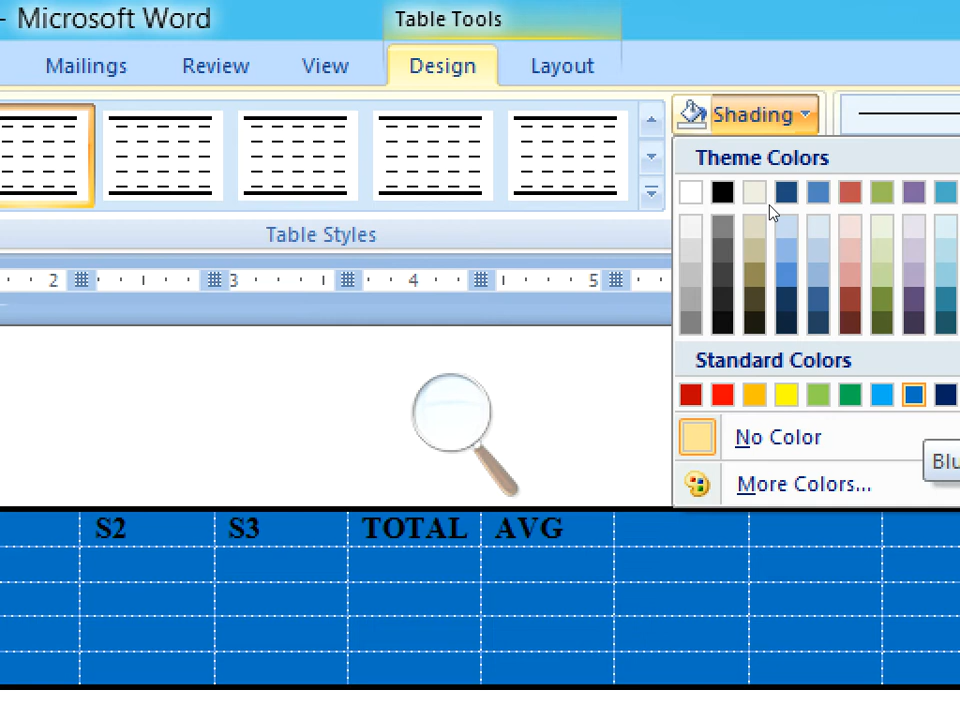 - Microsoft Word
Table Tools
Mailings Review View Design Layout
Shading
Theme Colors
Table Styles
2 3 4 5
Standard Colors
No Color
Blu
More Colors...
S2 S3 TOTAL AVG